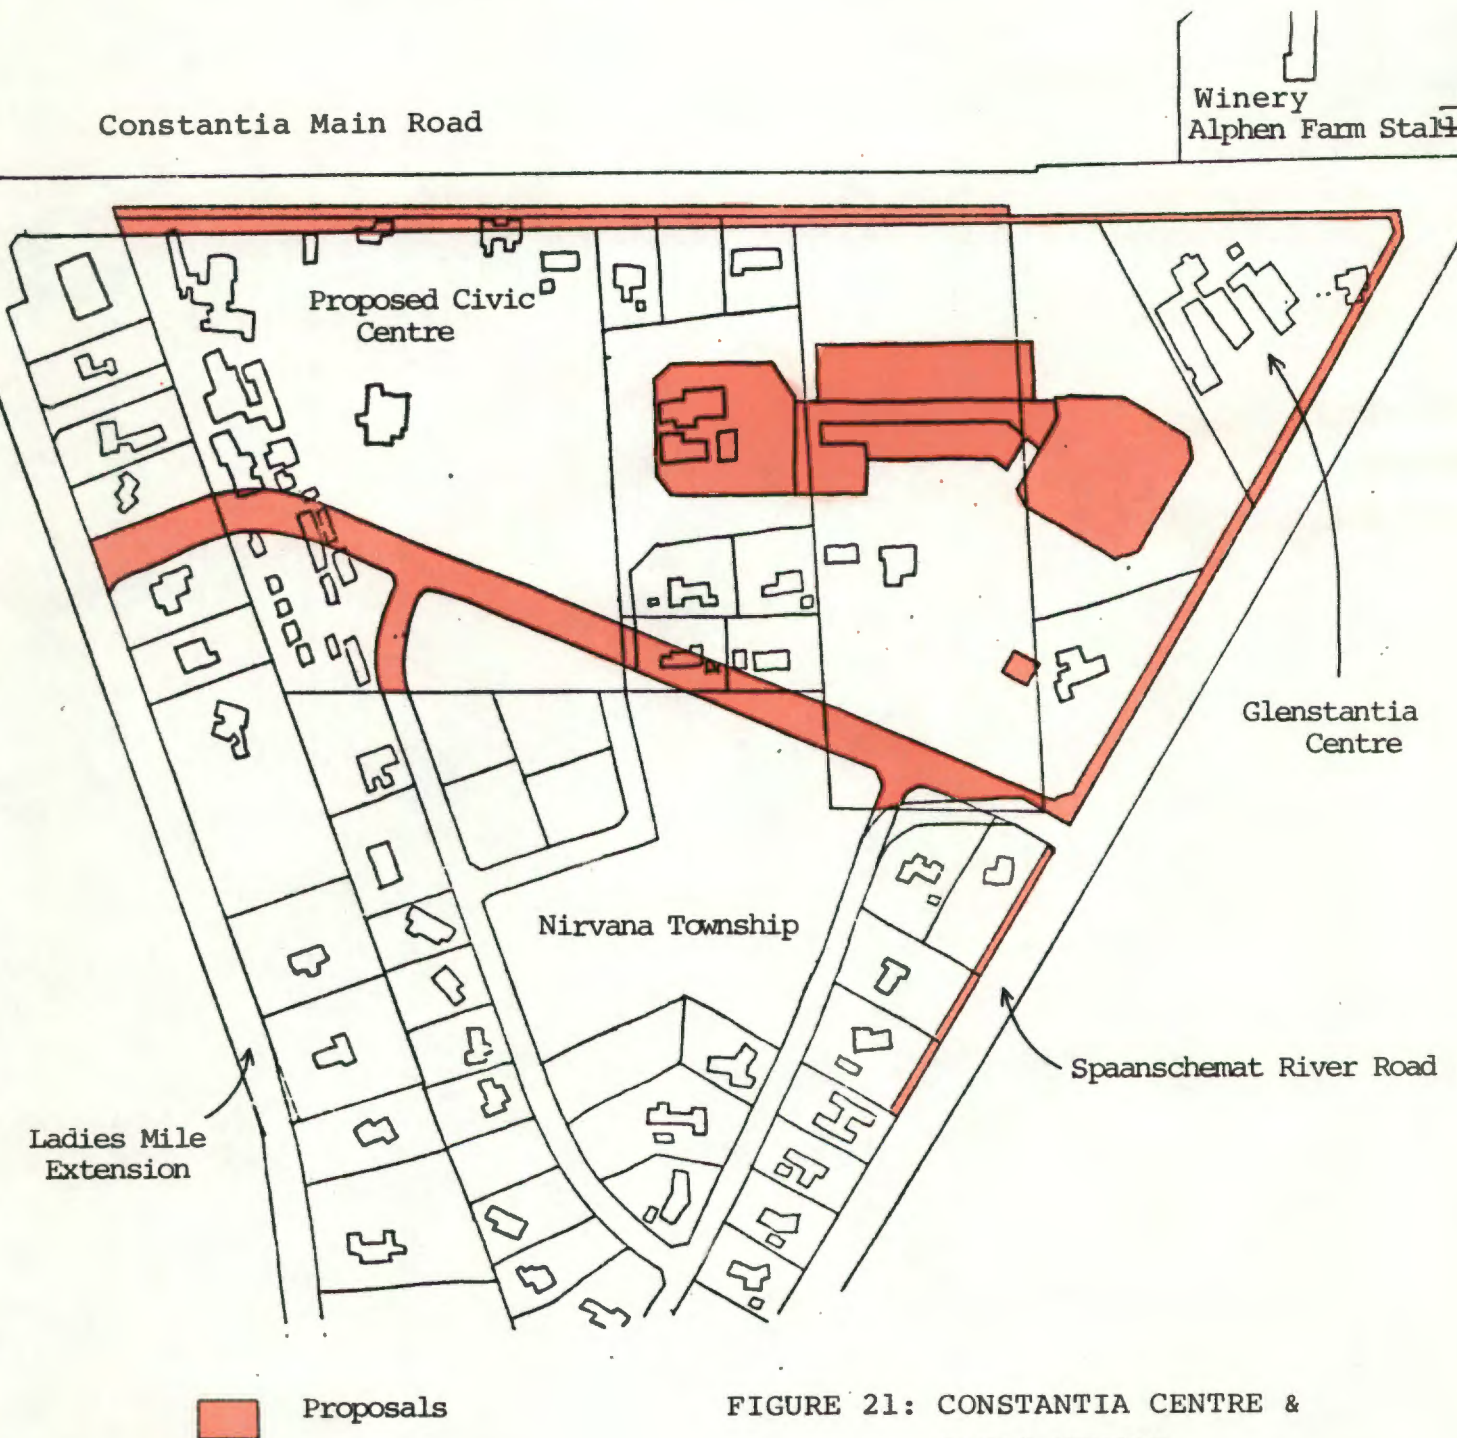 Winery
Alphen Farm Stall
Constantia Main Road
Proposed Civic
Centre
Glenstantia
Centre
Nirvana Township
Spaanschemat River Road
Ladies Mile
Extension
Proposals
FIGURE 21: CONSTANTIA CENTRE &